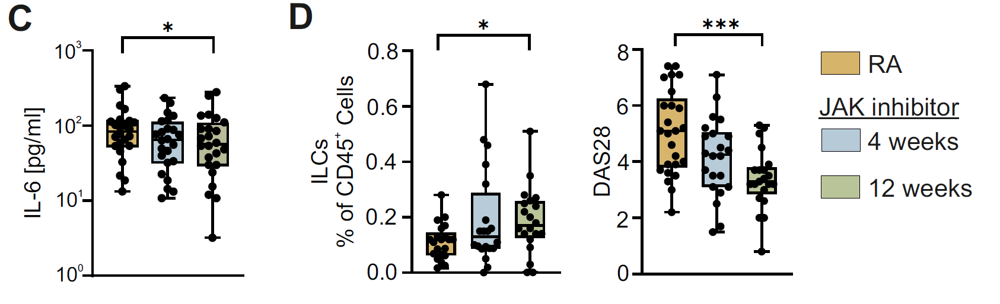 C
*
IL-6 [pg/ml]
10³
10²
10¹
10⁰
D
*
ILCs
% of CD45⁺ Cells
0.8
0.6
0.4
0.2
0.0
***
DAS28
8
6
4
2
0
RA
JAK inhibitor
4 weeks
12 weeks